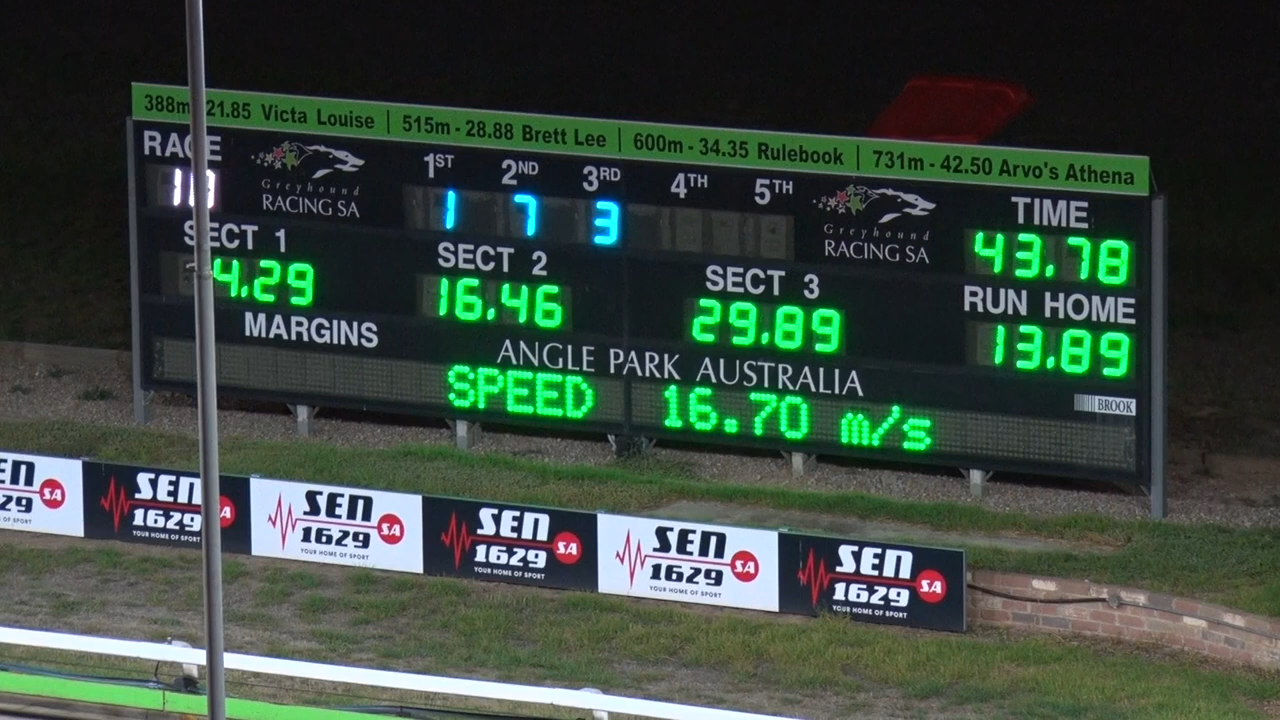 388m 21.85 Victa Louise | 515m - 28.88 Brett Lee | 600m - 34.35 Rulebook | 731m - 42.50 Arvo's Athena
RACE
Greyhound
RACING SA
1ST 2ND 3RD 4TH 5TH
1 7 3
Greyhound
RACING SA
TIME
43.78
SECT 1
4.29
SECT 2
16.46
SECT 3
29.89
RUN HOME
13.89
MARGINS
ANGLE PARK AUSTRALIA
SPEED 16.70 m/s
BROOK
SEN
1629 SA
YOUR HOME OF SPORT
SEN
1629
YOUR HOME OF SPORT
SEN
1629 SA
YOUR HOME OF SPORT
SEN
1629 SA
YOUR HOME OF SPORT
SEN
1629 SA
YOUR HOME OF SPORT
SEN
1629 SA
YOUR HOME OF SPORT